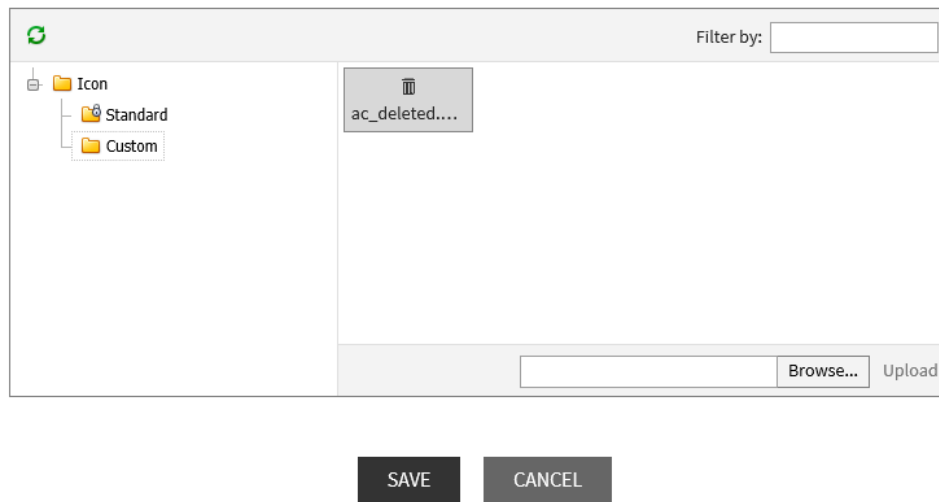 Filter by:
Icon
Standard
Custom
ac_deleted....
Browse...
Upload
SAVE
CANCEL